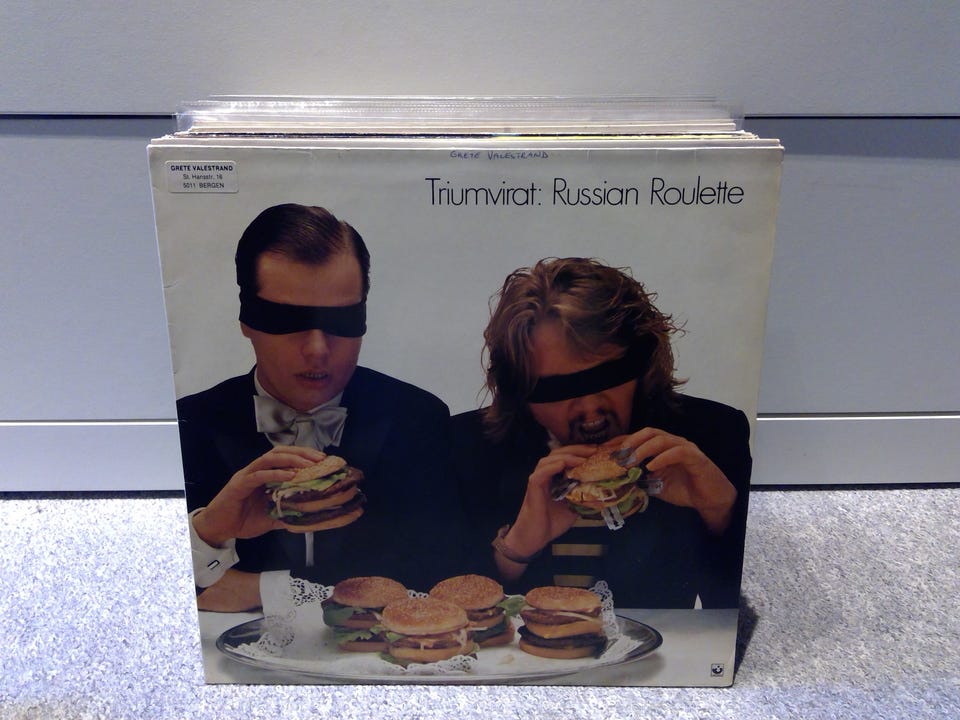 GRETE VALESTRAND
GRETE VALESTRAND
St. Hansstr. 16
5011 BERGEN
Triumvirat: Russian Roulette